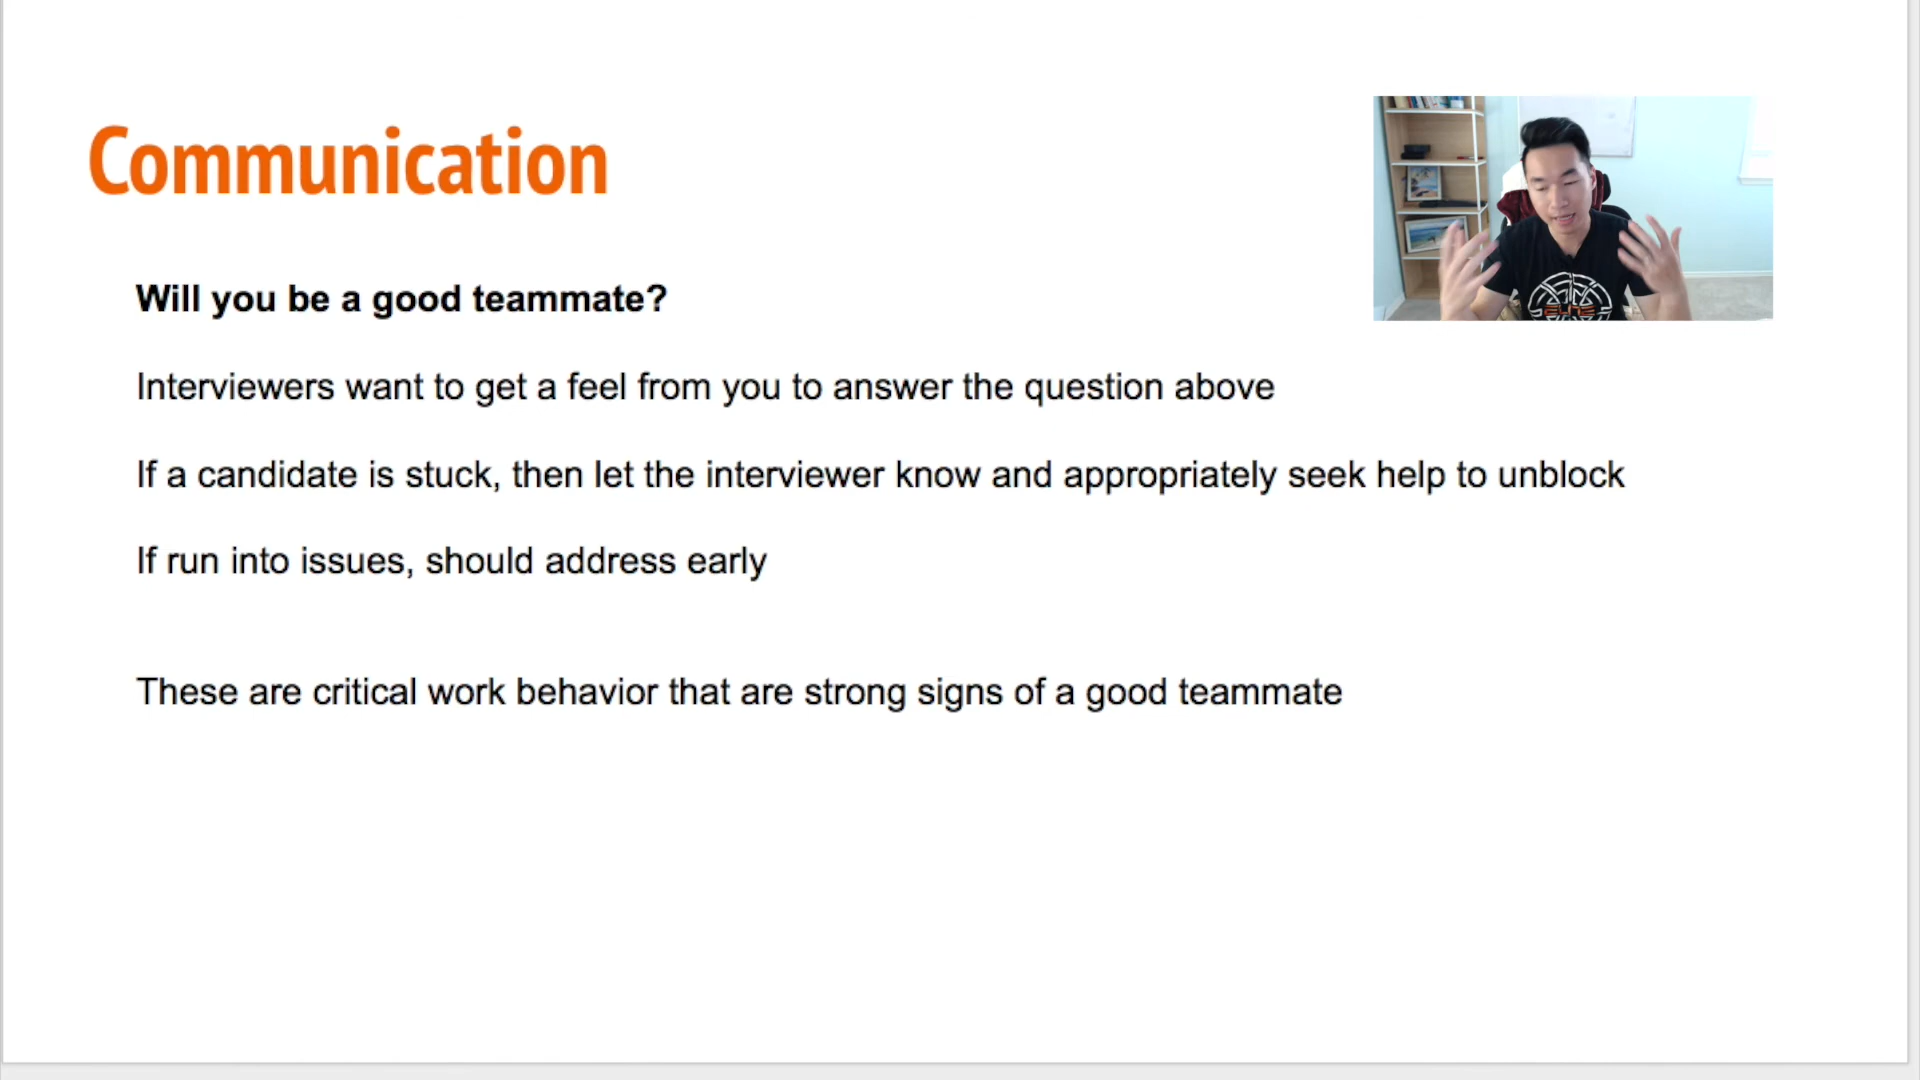 Communication
Will you be a good teammate?
Interviewers want to get a feel from you to answer the question above
If a candidate is stuck, then let the interviewer know and appropriately seek help to unblock
If run into issues, should address early
These are critical work behavior that are strong signs of a good teammate
ELITE